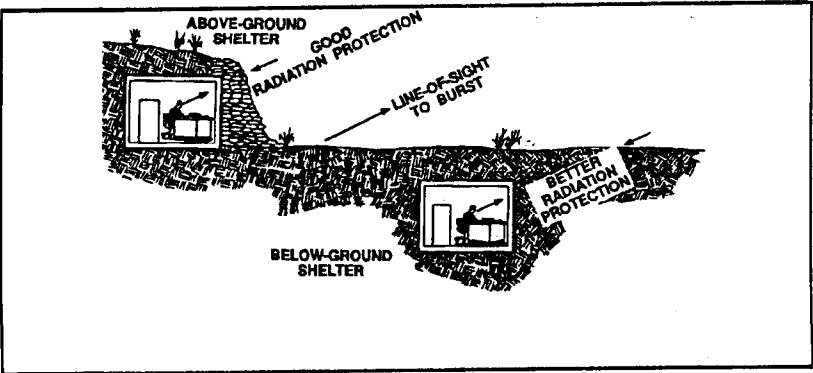 ABOVE-GROUND
SHELTER
GOOD
RADIATION PROTECTION
LINE-OF-SIGHT
TO BURST
BETTER
RADIATION
PROTECTION
BELOW-GROUND
SHELTER